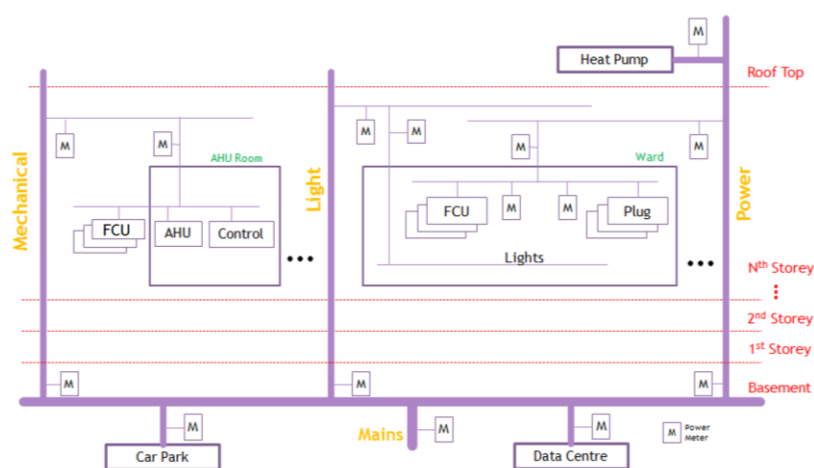 M
Heat Pump
Roof Top
M
M
M
M
M
M
AHU Room
Ward
Mechanical
Light
Power
FCU
AHU
Control
FCU
M
M
Plug
Lights
...
...
Nth Storey
2nd Storey
1st Storey
M
M
M
Basement
M
Mains
M
M
M
Power
Meter
Car Park
Data Centre